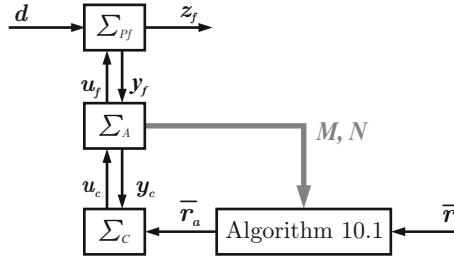 d
z_f
Σ_Pf
u_f
y_f
Σ_A
M, N
u_c
y_c
r̅_a
r̅
Σ_C
Algorithm 10.1